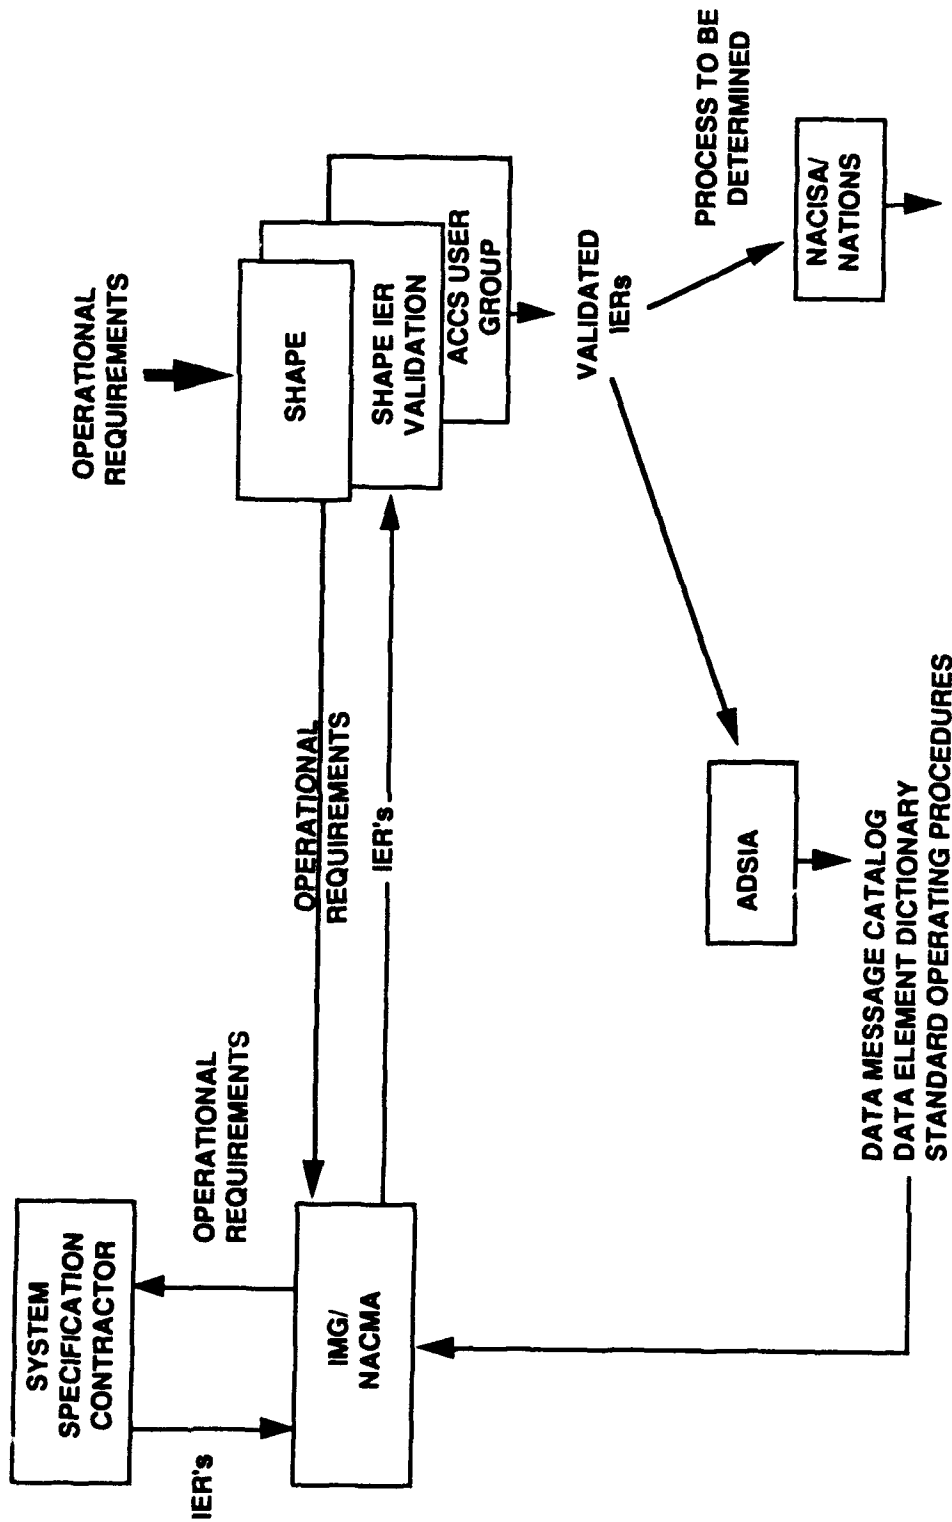 SYSTEM
SPECIFICATION
CONTRACTOR
IER's
OPERATIONAL
REQUIREMENTS
IMG/
NACMA
OPERATIONAL
REQUIREMENTS
IER's
OPERATIONAL
REQUIREMENTS
SHAPE
SHAPE IER
VALIDATION
ACCS USER
GROUP
VALIDATED
IERs
PROCESS TO BE
DETERMINED
NACISA/
NATIONS
ADSIA
DATA MESSAGE CATALOG
DATA ELEMENT DICTIONARY
STANDARD OPERATING PROCEDURES